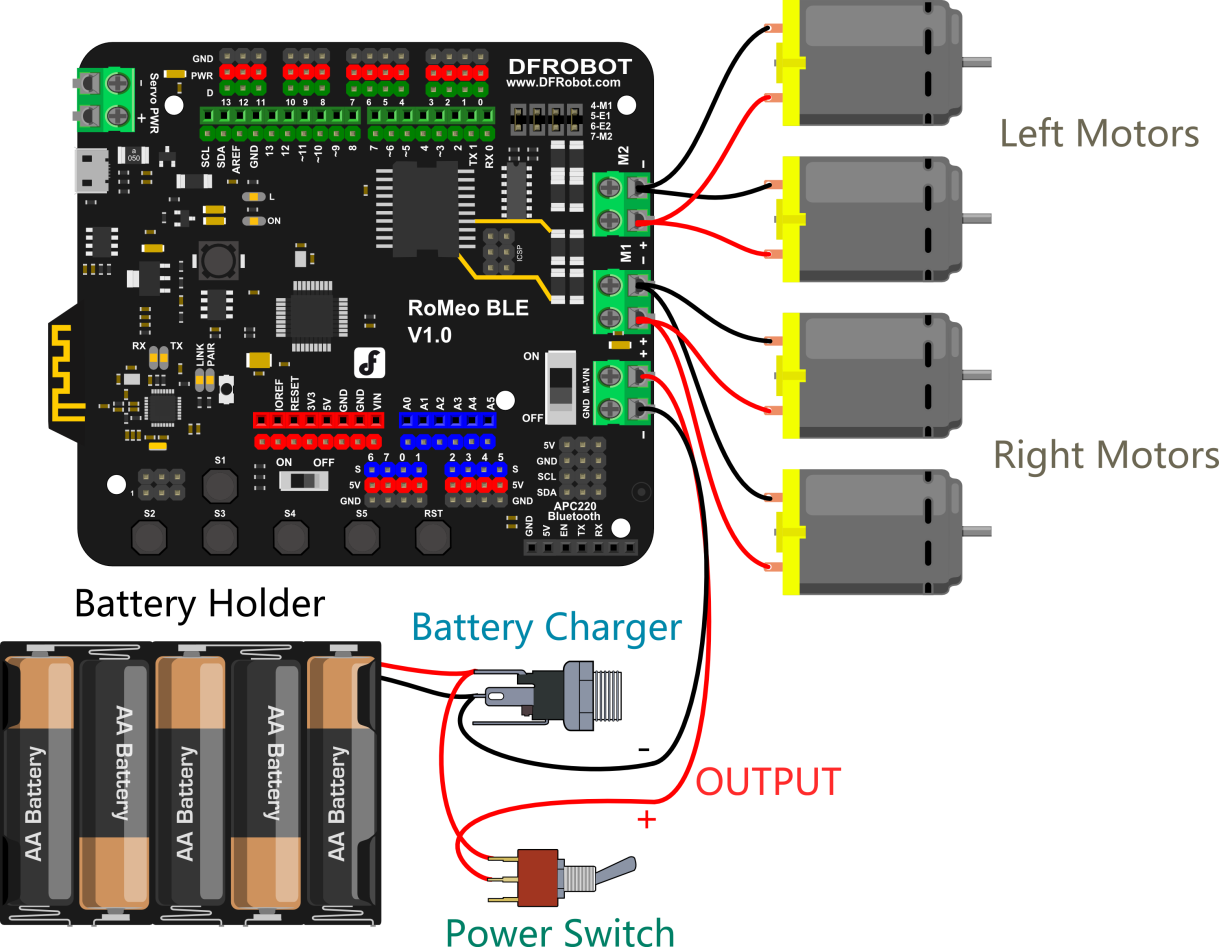 DFROBOT
www.DFRobot.com
GND
PWR
D
13 12 11 10 9 8 7 6 5 4 3 2 1 0
SCL SDA AREF GND 13 12 ~11 ~10 ~9 8 7 ~6 ~5 4 ~3 2 TX 1 RX 0
4-M1
5-E1
6-E2
7-M2
Servo PWR
-
+
a
050
L
ON
M2
-
+
M1
-
+
ICSP
RoMeo BLE
V1.0
RX TX
LINK
PAIR
IOREF RESET 3V3 5V GND GND VIN
A0 A1 A2 A3 A4 A5
ON
OFF
+
M-VIN
GND
-
6 7 0 1 2 3 4 5
S S
5V 5V
GND GND
5V
GND
SCL
SDA
ON OFF
1
S1
S2 S3 S4 S5 RST
APC220
Bluetooth
GND 5V EN TX RX
Left Motors
Right Motors
Battery Holder
Battery Charger
AA Battery
AA Battery
AA Battery
AA Battery
AA Battery
-
OUTPUT
+
Power Switch